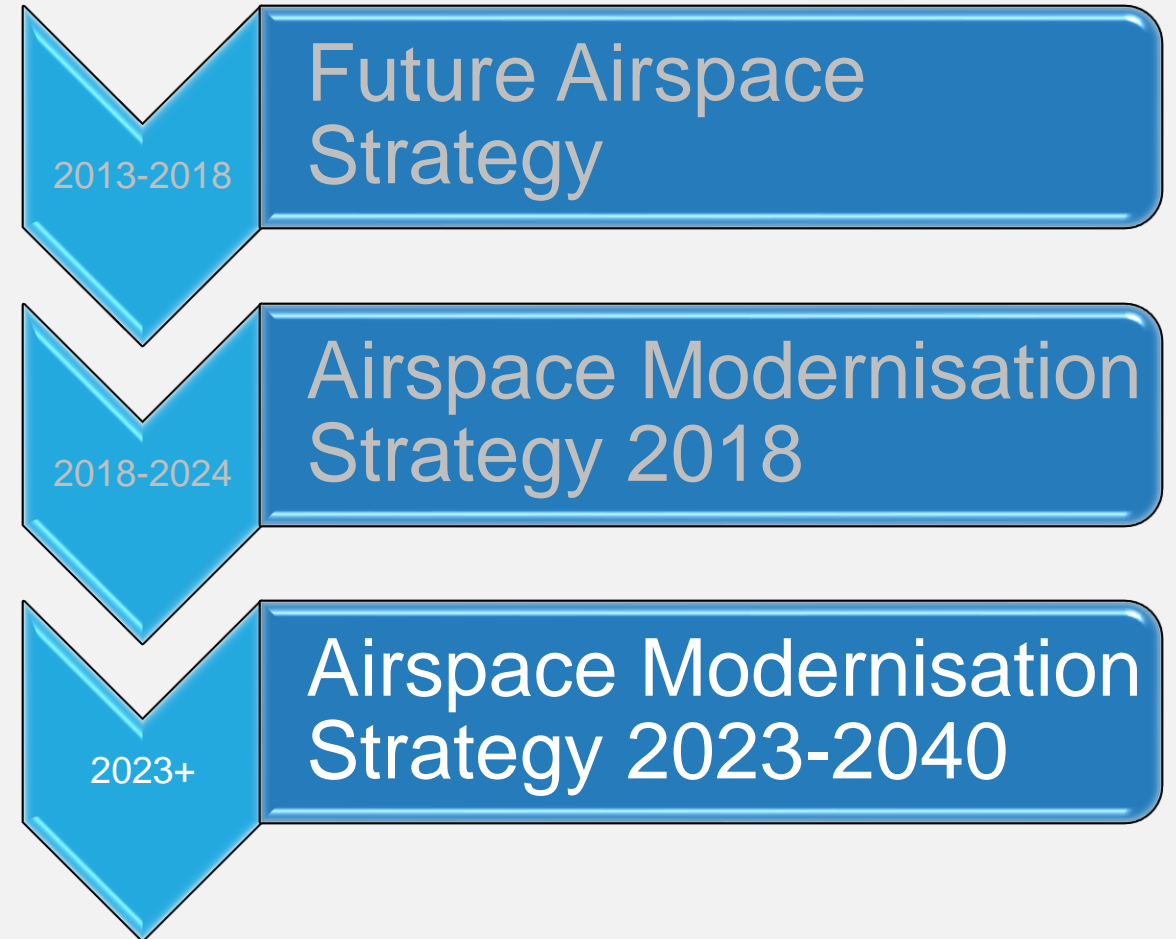 2013-2018
Future Airspace
Strategy
2018-2024
Airspace Modernisation
Strategy 2018
2023+
Airspace Modernisation
Strategy 2023-2040